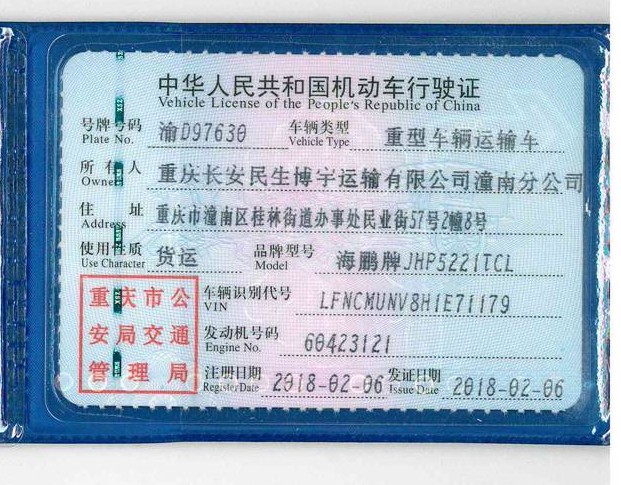 中华人民共和国机动车行驶证
Vehicle License of the People's Republic of China
号牌号码 渝D97630 车辆类型 重型车辆运输车
Plate No. Vehicle Type
所有人 重庆长安民生博宇运输有限公司潼南分公司
Owner
住址 重庆市潼南区桂林街道办事处民业街57号2幢8号
Address
使用性质 货运 品牌型号 海鹏牌JHP5221TCL
Use Character Model
重庆市公
安局交通
管理局
车辆识别代号 LFNCMUNV8H1E71179
VIN
发动机号码 60423121
Engine No.
注册日期 2018-02-06 发证日期 2018-02-06
Register Date Issue Date